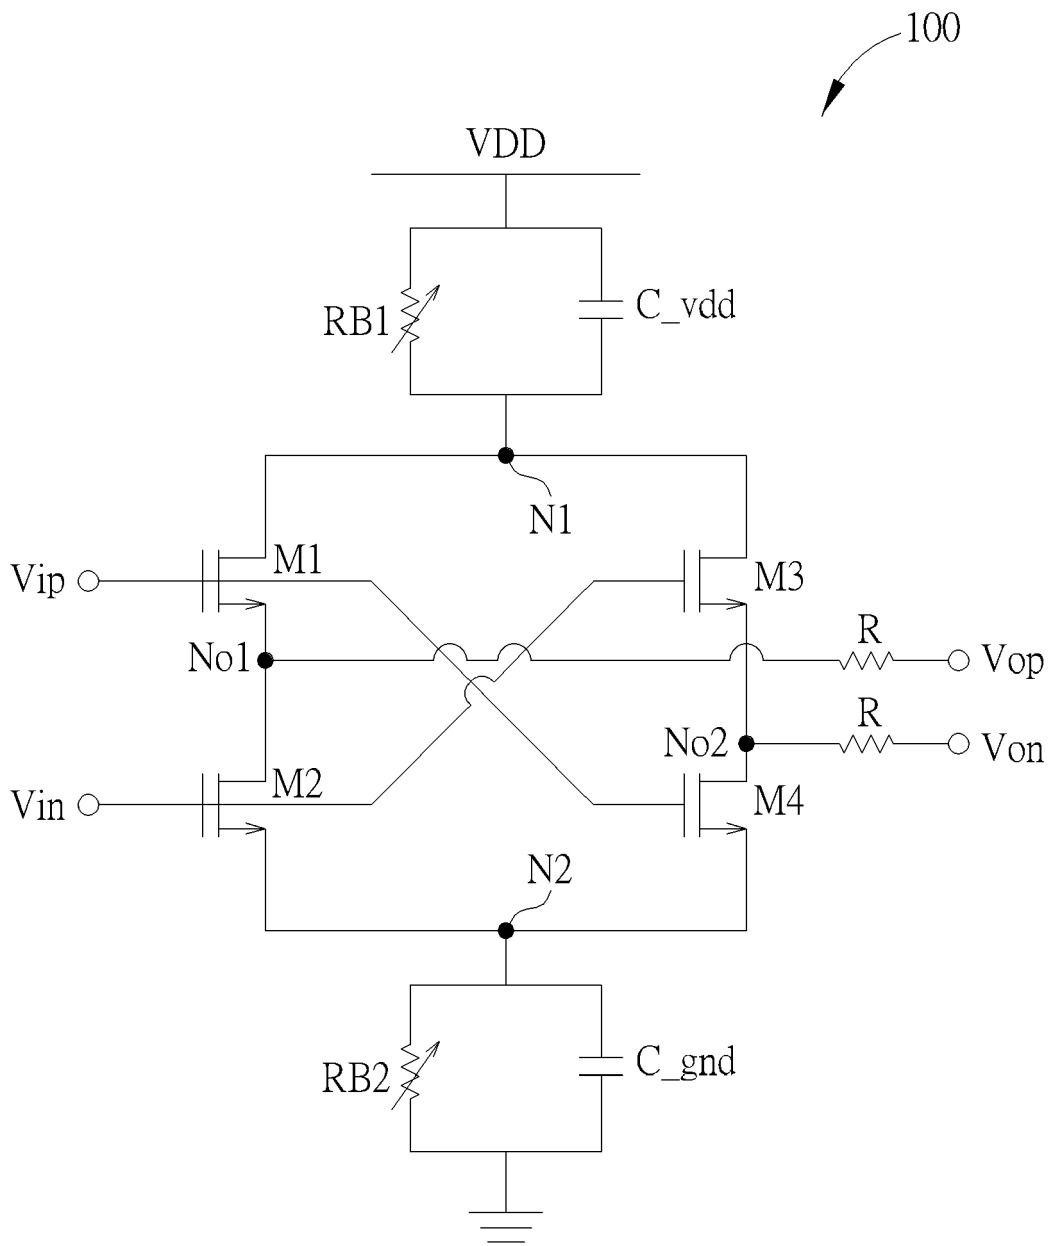 100
VDD
RB1
C_vdd
N1
Vip
M1
M3
No1
R
Vop
R
No2
Von
Vin
M2
M4
N2
RB2
C_gnd